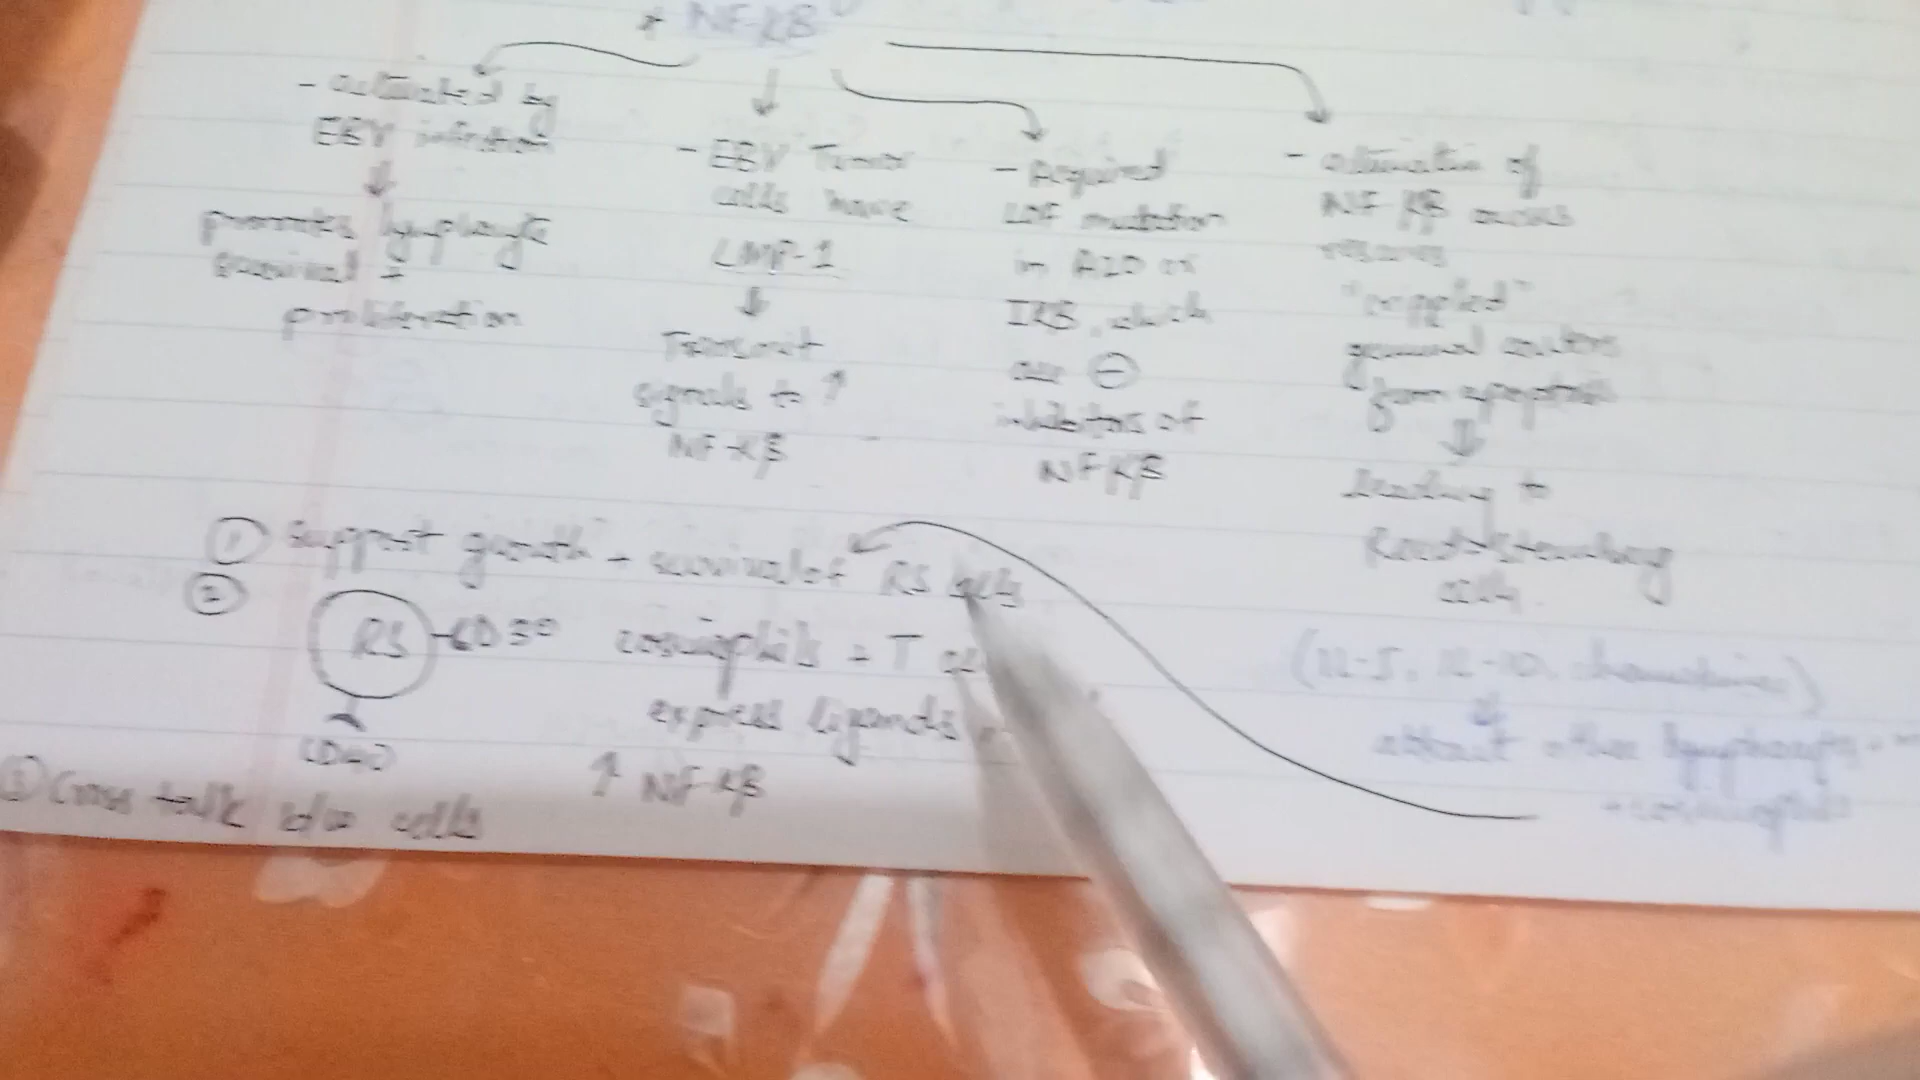 * NF-KB
- activated by
EBV infection
↓
promotes lymphocyte
survival +
proliferation
- EBV Tumor
cells have
LMP-1
↓
Transmit
signals to ↑
NF-KB
- Acquired
LOF mutation
in A20 or
IKB, which
are ⊖
inhibitors of
NFKB
- activation of
NF KB
rescues
"crippled"
germinal centers
from apoptosis
↓
leading to
Reed-sternberg
cells.
① Support growth + survival of RS cells
②
RS -CD30
CD40
eosinophils + T
express ligands
↑ NF-KB
③ Cross talk b/w cells
(IL-5, IL-10, chemokines)
↓
attract other lymphocytes
+ eosinophils